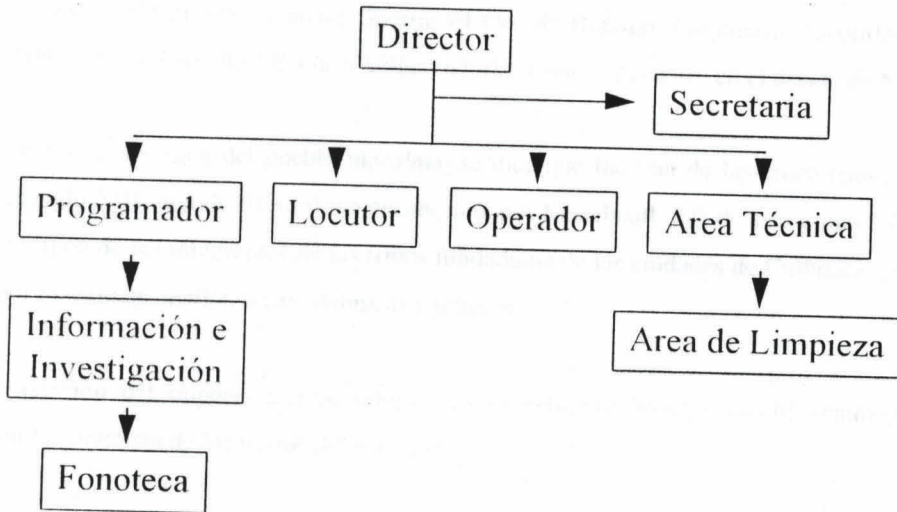 Director
Secretaria
Programador
Locutor
Operador
Area Técnica
Información e
Investigación
Area de Limpieza
Fonoteca